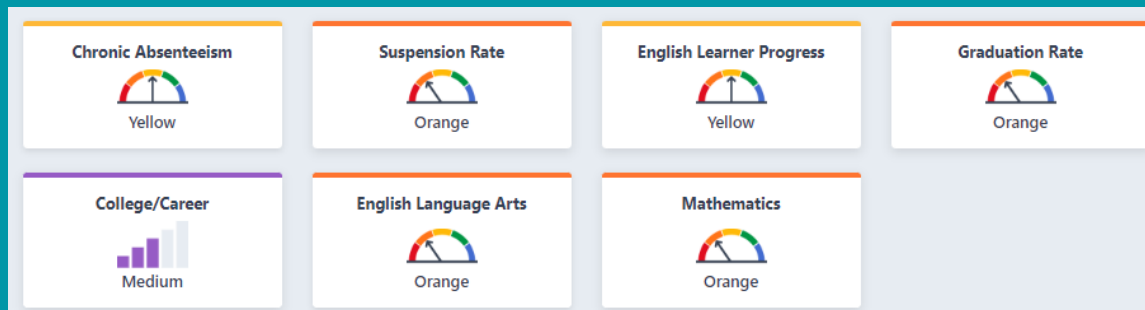 Chronic Absenteeism
Yellow
Suspension Rate
Orange
English Learner Progress
Yellow
Graduation Rate
Orange
College/Career
Medium
English Language Arts
Orange
Mathematics
Orange